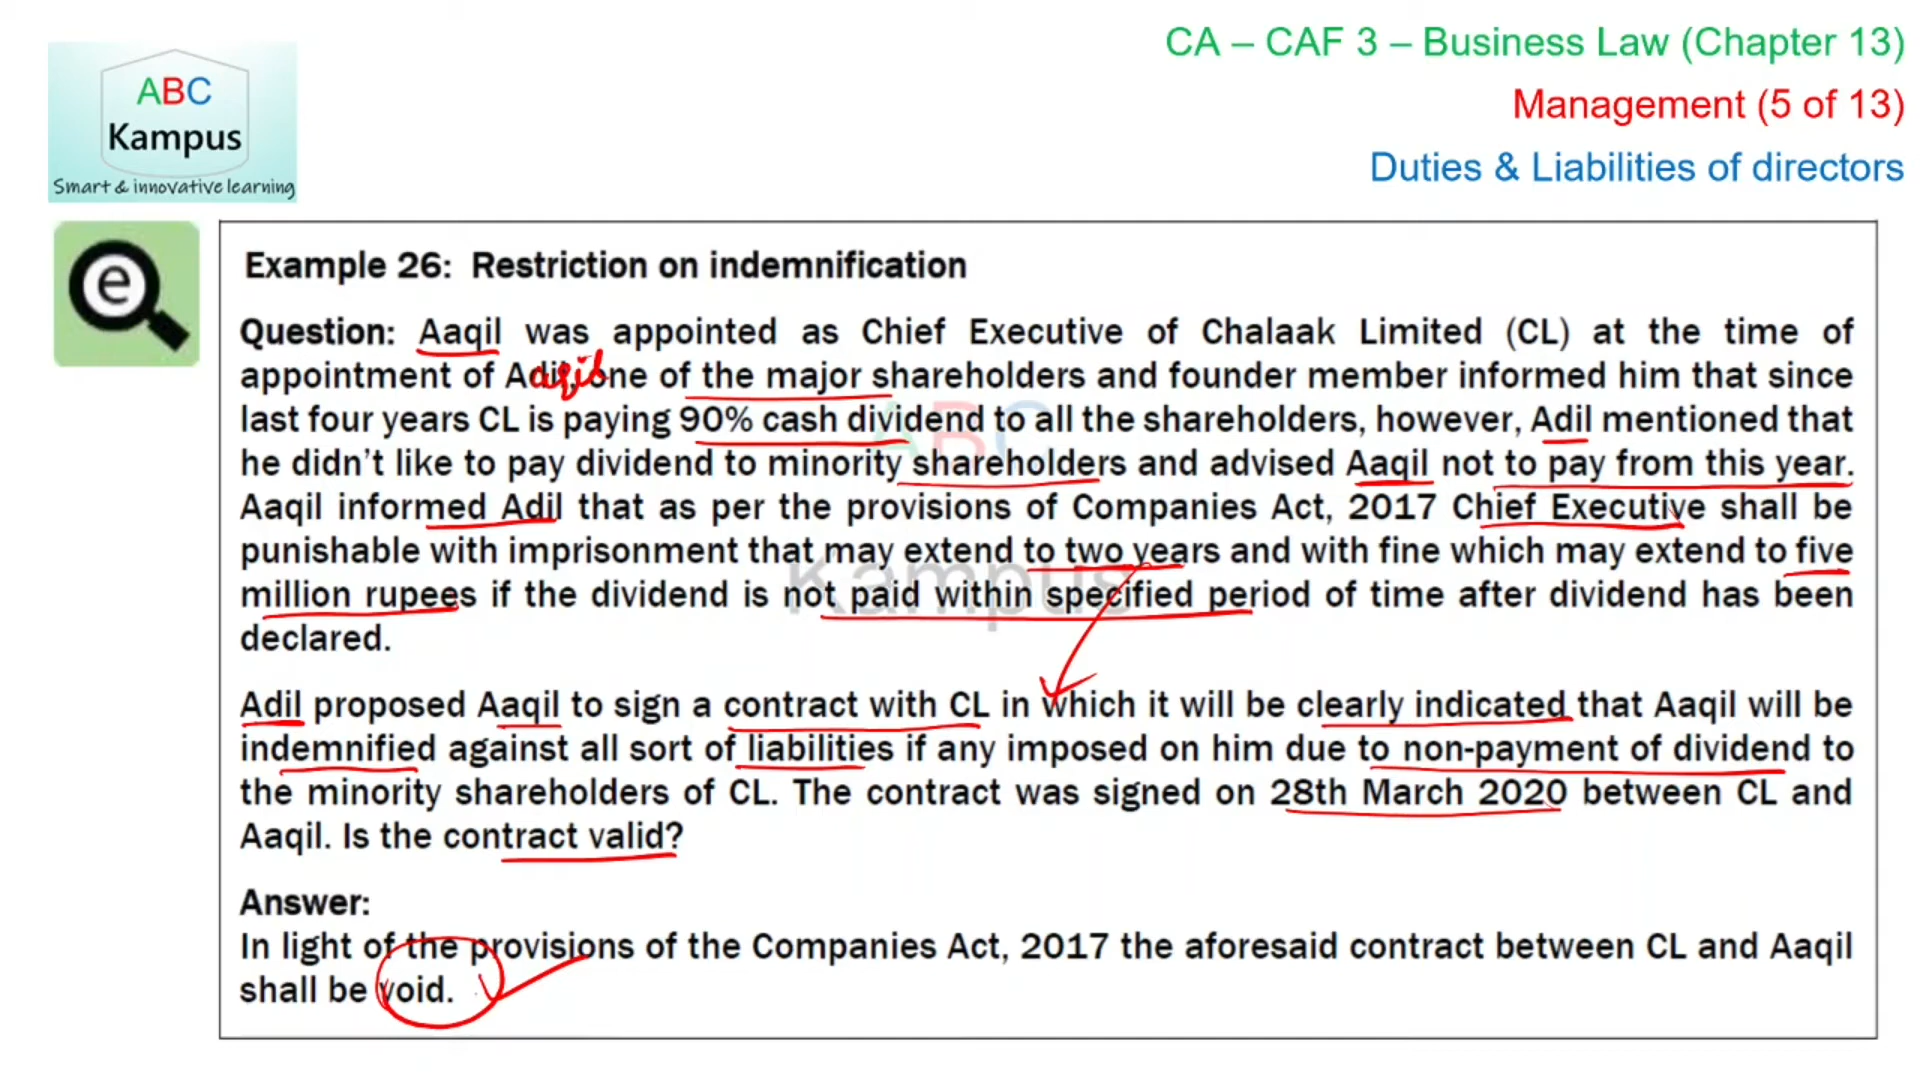 CA – CAF 3 – Business Law (Chapter 13)
Management (5 of 13)
Duties & Liabilities of directors
ABC
Kampus
Smart & innovative learning
e
Example 26: Restriction on indemnification
Question: Aaqil was appointed as Chief Executive of Chalaak Limited (CL) at the time of
appointment of Adil, one of the major shareholders and founder member informed him that since
aqil
last four years CL is paying 90% cash dividend to all the shareholders, however, Adil mentioned that
he didn't like to pay dividend to minority shareholders and advised Aaqil not to pay from this year.
Aaqil informed Adil that as per the provisions of Companies Act, 2017 Chief Executive shall be
punishable with imprisonment that may extend to two years and with fine which may extend to five
million rupees if the dividend is not paid within specified period of time after dividend has been
declared.
Adil proposed Aaqil to sign a contract with CL in which it will be clearly indicated that Aaqil will be
indemnified against all sort of liabilities if any imposed on him due to non-payment of dividend to
the minority shareholders of CL. The contract was signed on 28th March 2020 between CL and
Aaqil. Is the contract valid?
Answer:
In light of the provisions of the Companies Act, 2017 the aforesaid contract between CL and Aaqil
shall be void.
ABC
Kampus